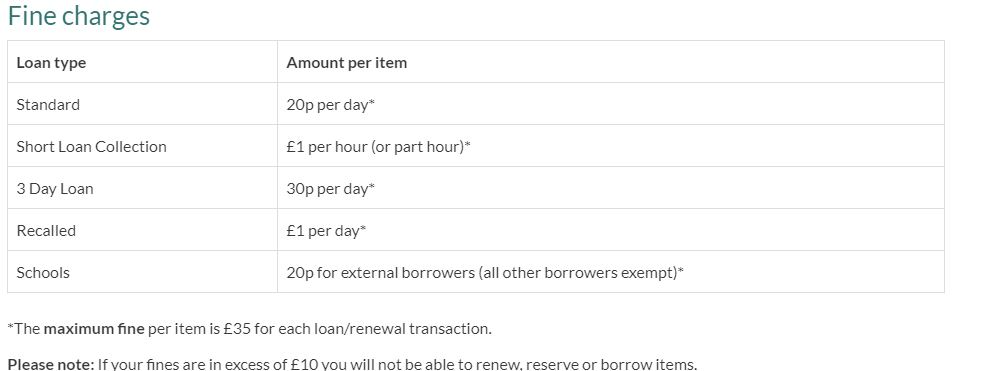 Fine charges
Loan type Amount per item
Standard 20p per day*
Short Loan Collection £1 per hour (or part hour)*
3 Day Loan 30p per day*
Recalled £1 per day*
Schools 20p for external borrowers (all other borrowers exempt)*
*The maximum fine per item is £35 for each loan/renewal transaction.
Please note: If your fines are in excess of £10 you will not be able to renew, reserve or borrow items.